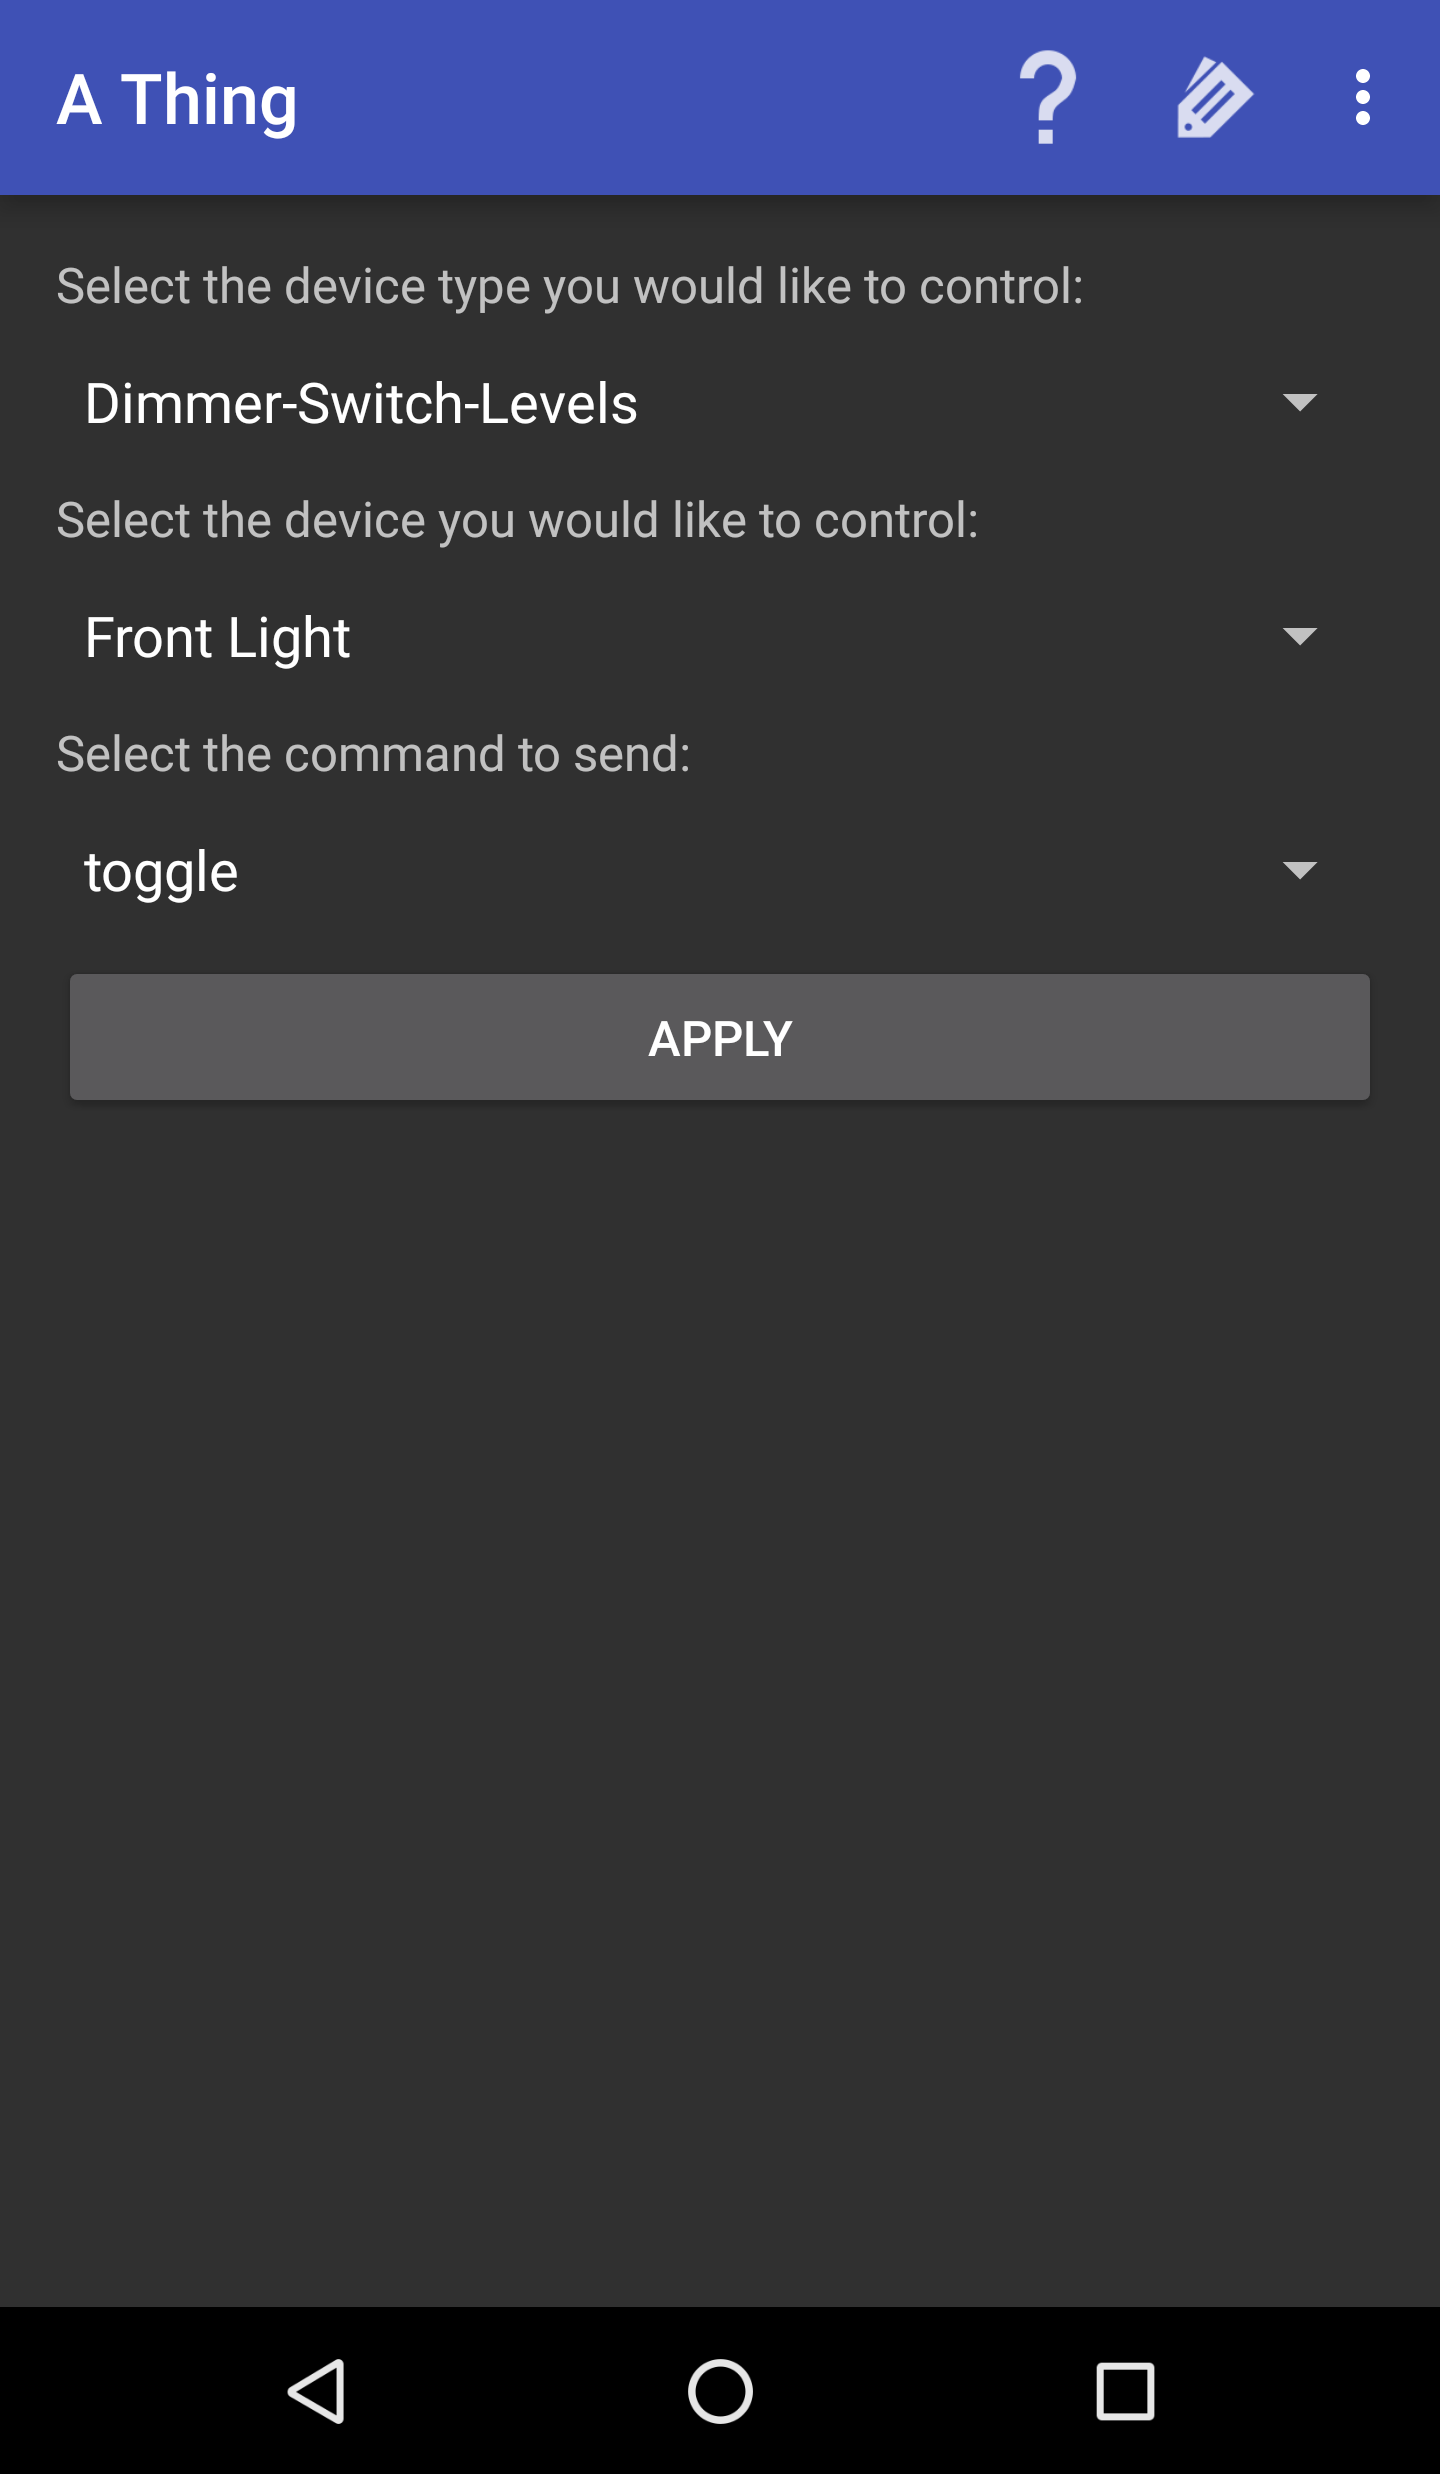 A Thing
Select the device type you would like to control:
Dimmer-Switch-Levels
Select the device you would like to control:
Front Light
Select the command to send:
toggle
APPLY